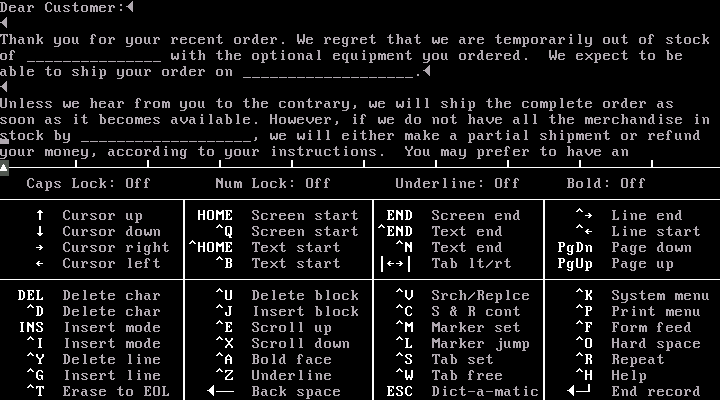 Dear Customer:◄
◄
Thank you for your recent order. We regret that we are temporarily out of stock
of ______________ with the optional equipment you ordered.  We expect to be
able to ship your order on __________________.◄
◄
Unless we hear from you to the contrary, we will ship the complete order as
soon as it becomes available. However, if we do not have all the merchandise in
stock by __________________, we will either make a partial shipment or refund
your money, according to your instructions.  You may prefer to have an
Caps Lock: Off Num Lock: Off Underline: Off Bold: Off
↑ Cursor up HOME Screen start END Screen end ^→ Line end
↓ Cursor down ^Q Screen start ^END Text end ^← Line start
→ Cursor right ^HOME Text start ^N Text end PgDn Page down
← Cursor left ^B Text start |↔| Tab lt/rt PgUp Page up
DEL Delete char ^U Delete block ^V Srch/Replce ^K System menu
^D Delete char ^J Insert block ^C S & R cont ^P Print menu
INS Insert mode ^E Scroll up ^M Marker set ^F Form feed
^I Insert mode ^X Scroll down ^L Marker jump ^O Hard space
^Y Delete line ^A Bold face ^S Tab set ^R Repeat
^G Insert line ^Z Underline ^W Tab free ^H Help
^T Erase to EOL ◄── Back space ESC Dict-a-matic ◄─┘ End record